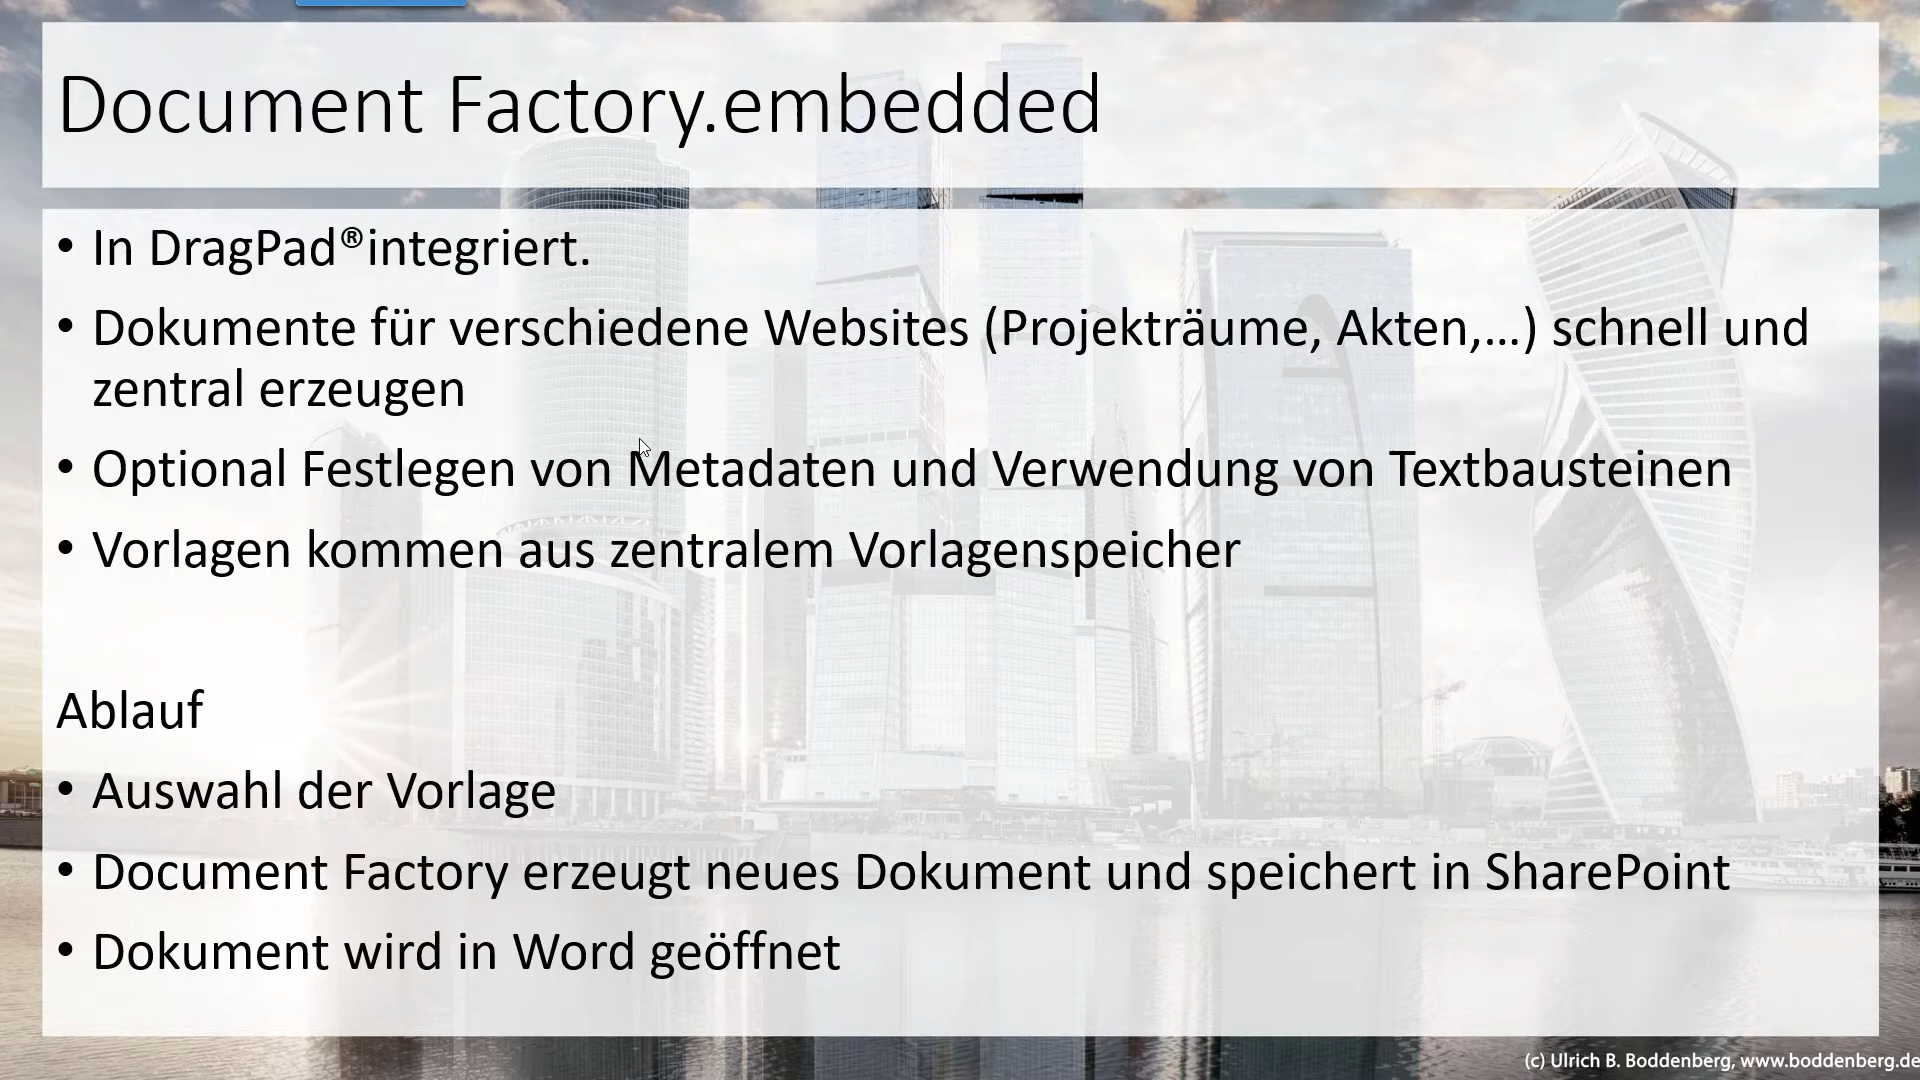 Document Factory.embedded
• In DragPad®integriert.
• Dokumente für verschiedene Websites (Projekträume, Akten,...) schnell und
zentral erzeugen
• Optional Festlegen von Metadaten und Verwendung von Textbausteinen
• Vorlagen kommen aus zentralem Vorlagenspeicher
Ablauf
• Auswahl der Vorlage
• Document Factory erzeugt neues Dokument und speichert in SharePoint
• Dokument wird in Word geöffnet
(c) Ulrich B. Boddenberg, www.boddenberg.de